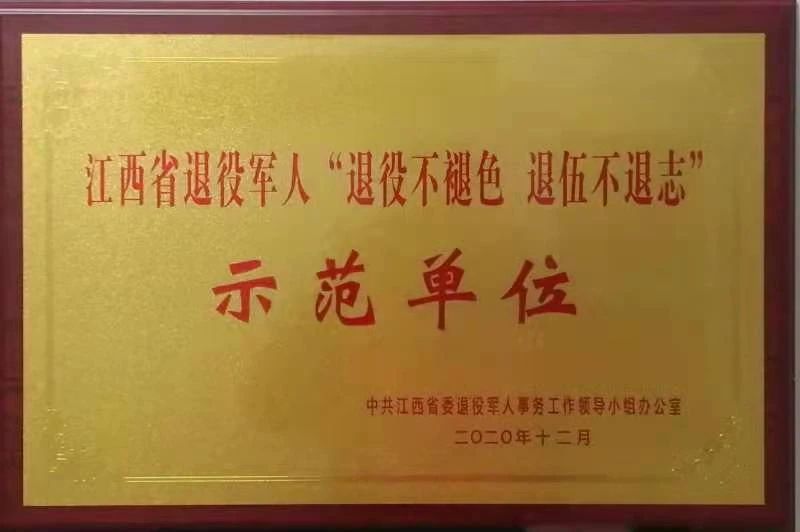 江西省退役军人“退役不褪色 退伍不退志”
示范单位
中共江西省委退役军人事务工作领导小组办公室
二〇二〇年十二月